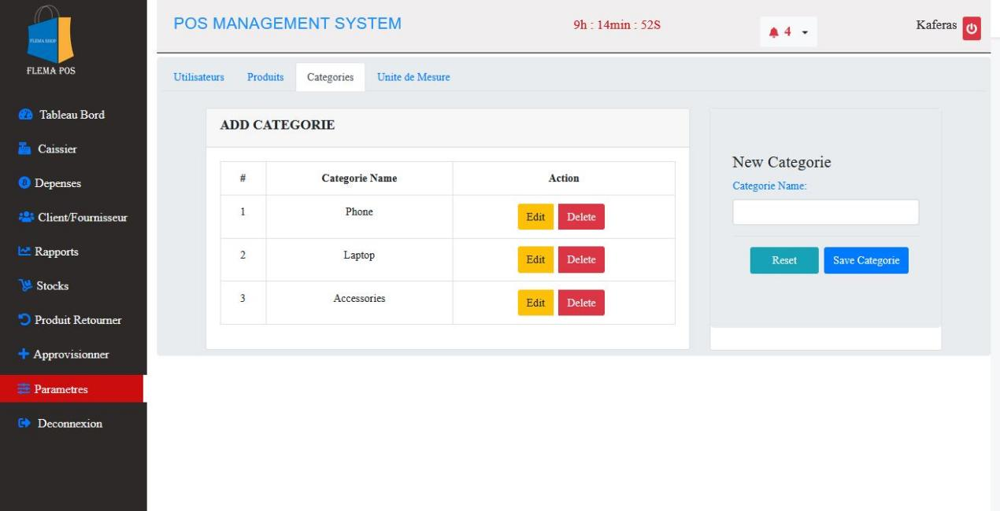 FLEMA SHOP
FLEMA POS
POS MANAGEMENT SYSTEM
9h : 14min : 52S
4
Kaferas
Tableau Bord
Caissier
Depenses
Client/Fournisseur
Rapports
Stocks
Produit Retourner
Approvisionner
Parametres
Deconnexion
Utilisateurs Produits Categories Unite de Mesure
ADD CATEGORIE
# Categorie Name Action
1 Phone Edit Delete
2 Laptop Edit Delete
3 Accessories Edit Delete
New Categorie
Categorie Name:
Reset Save Categorie